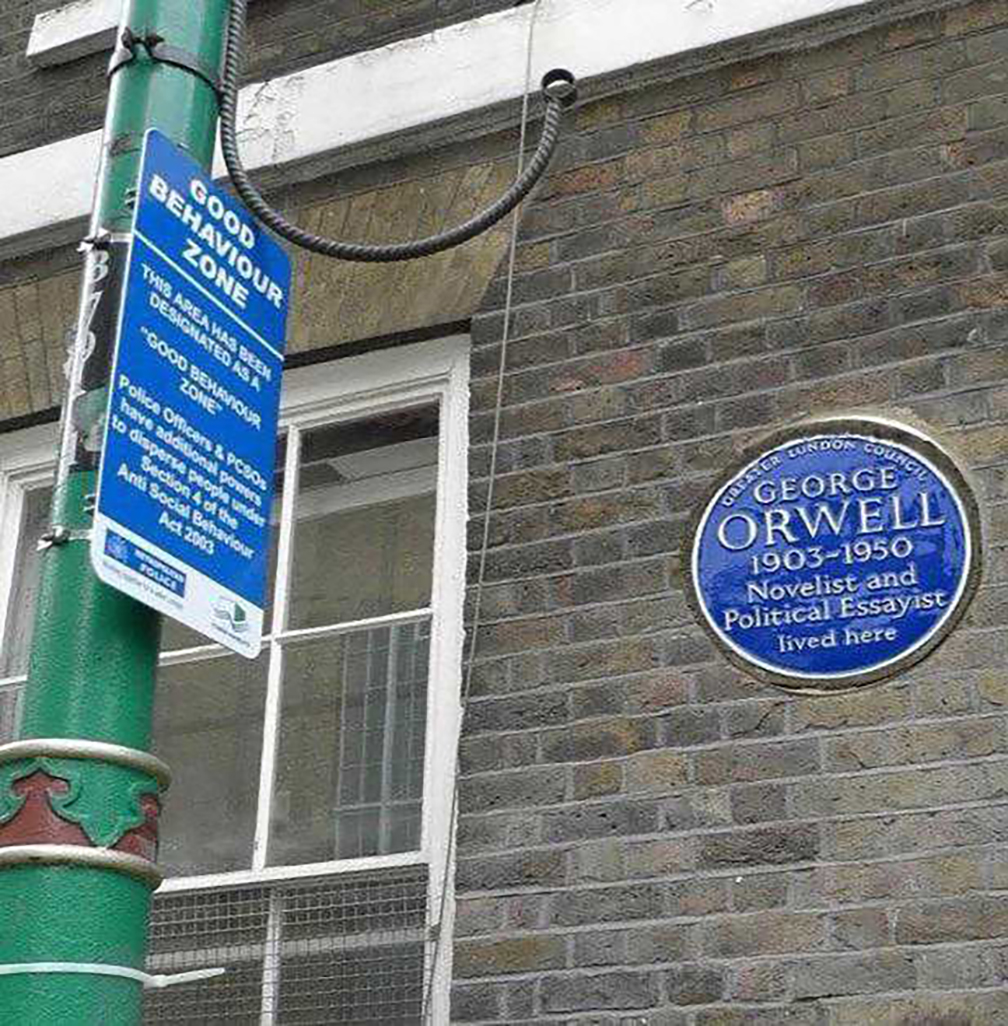 GOOD
BEHAVIOUR
ZONE
THIS AREA HAS BEEN
DESIGNATED AS A
"GOOD BEHAVIOUR
ZONE"
Police Officers & PCSOs
have additional powers
to disperse people under
Section 4 of the
Anti Social Behaviour
Act 2003
METROPOLITAN
POLICE
GREATER LONDON COUNCIL
GEORGE
ORWELL
1903-1950
Novelist and
Political Essayist
lived here